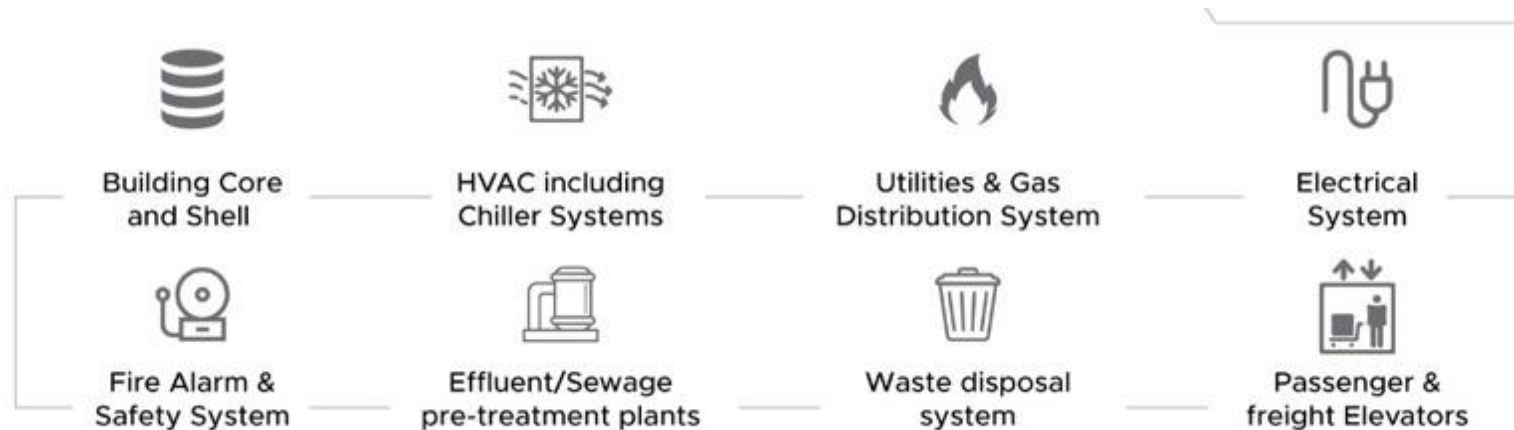 Building Core
and Shell
HVAC including
Chiller Systems
Utilities & Gas
Distribution System
Electrical
System
Fire Alarm &
Safety System
Effluent/Sewage
pre-treatment plants
Waste disposal
system
Passenger &
freight Elevators